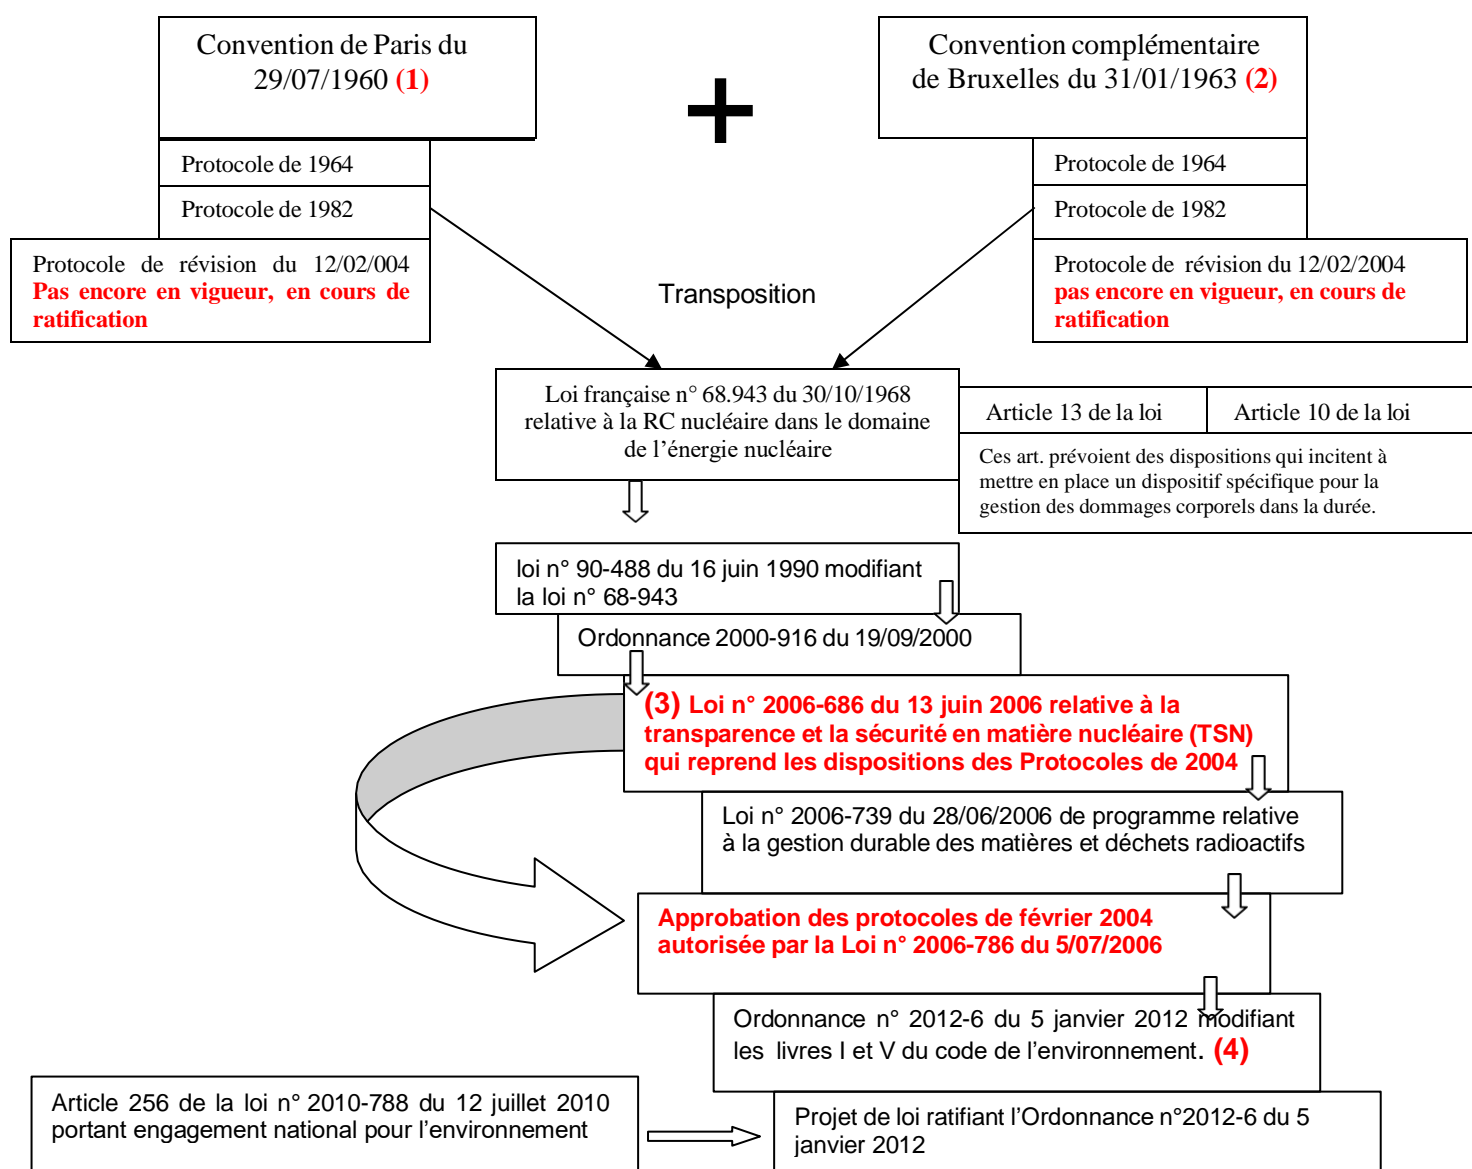 Convention de Paris du
29/07/1960 (1)
Convention complémentaire
de Bruxelles du 31/01/1963 (2)
+
Protocole de 1964
Protocole de 1982
Protocole de révision du 12/02/004
Pas encore en vigueur, en cours de
ratification
Protocole de 1964
Protocole de 1982
Protocole de révision du 12/02/2004
pas encore en vigueur, en cours de
ratification
Transposition
Loi française n° 68.943 du 30/10/1968
relative à la RC nucléaire dans le domaine
de l’énergie nucléaire
Article 13 de la loi
Article 10 de la loi
Ces art. prévoient des dispositions qui incitent à
mettre en place un dispositif spécifique pour la
gestion des dommages corporels dans la durée.
loi n° 90-488 du 16 juin 1990 modifiant
la loi n° 68-943
Ordonnance 2000-916 du 19/09/2000
(3) Loi n° 2006-686 du 13 juin 2006 relative à la
transparence et la sécurité en matière nucléaire (TSN)
qui reprend les dispositions des Protocoles de 2004
Loi n° 2006-739 du 28/06/2006 de programme relative
à la gestion durable des matières et déchets radioactifs
Approbation des protocoles de février 2004
autorisée par la Loi n° 2006-786 du 5/07/2006
Ordonnance n° 2012-6 du 5 janvier 2012 modifiant
les livres I et V du code de l’environnement. (4)
Article 256 de la loi n° 2010-788 du 12 juillet 2010
portant engagement national pour l’environnement
Projet de loi ratifiant l’Ordonnance n°2012-6 du 5
janvier 2012